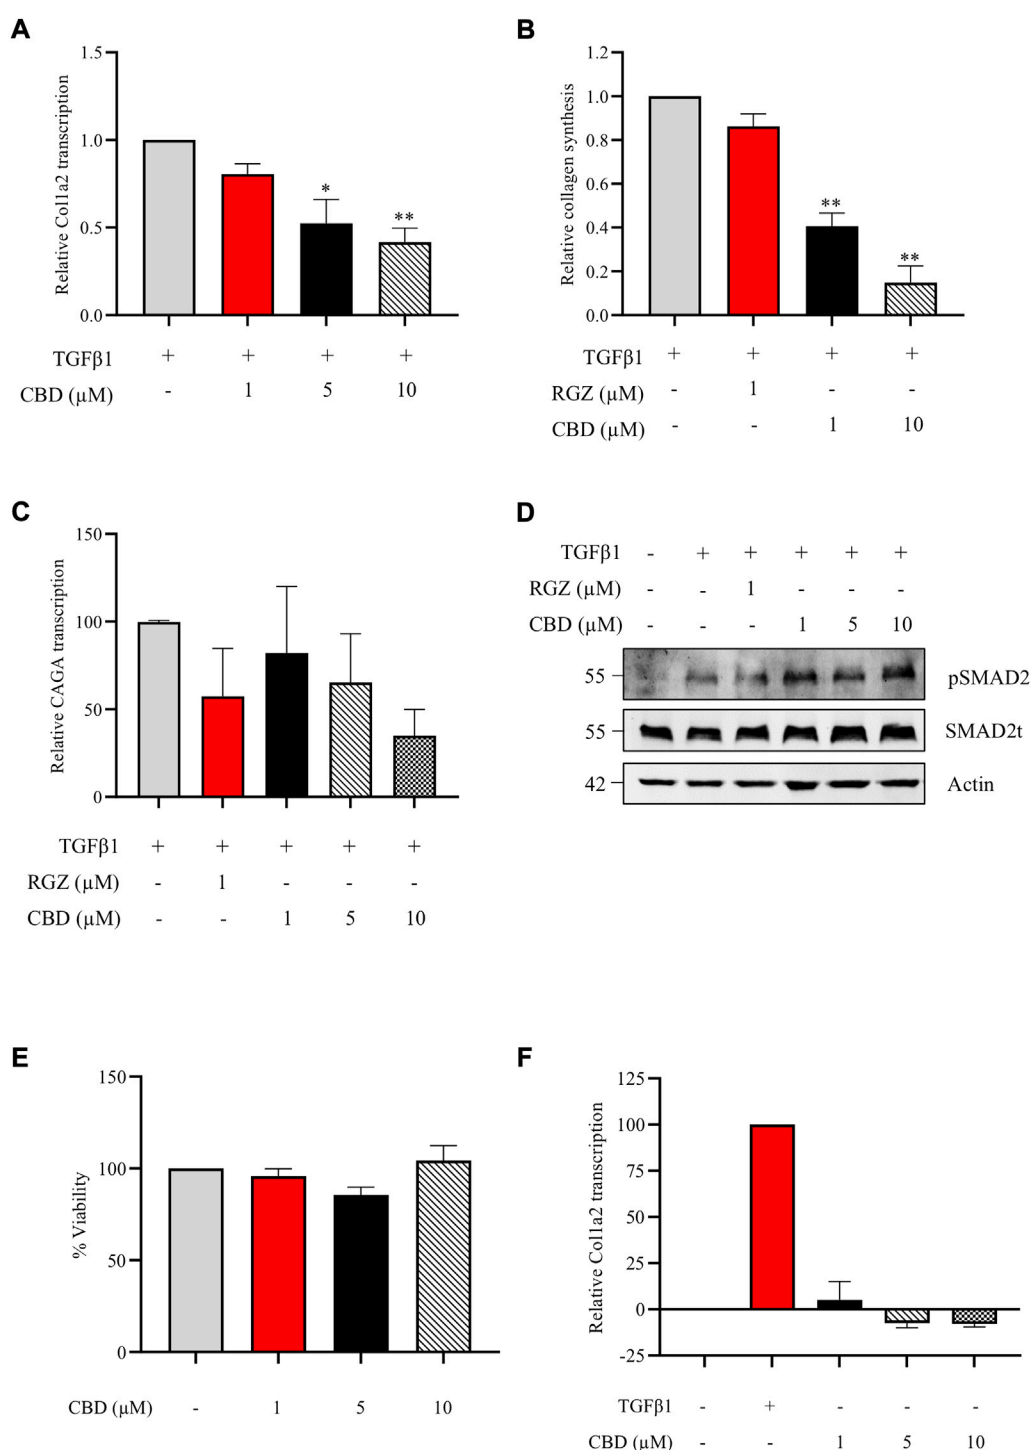 A
Relative Col1a2 transcription
1.5
1.0
0.5
0.0
*
**
TGFβ1 + + + +
CBD (µM) - 1 5 10
B
Relative collagen synthesis
1.2
1.0
0.8
0.6
0.4
0.2
0.0
**
**
TGFβ1 + + + +
RGZ (µM) - 1 - -
CBD (µM) - - 1 10
C
Relative CAGA transcription
150
100
50
0
TGFβ1 + + + + +
RGZ (µM) - 1 - - -
CBD (µM) - - 1 5 10
D
TGFβ1 - + + + + +
RGZ (µM) - - 1 - - -
CBD (µM) - - - 1 5 10
55 pSMAD2
55 SMAD2t
42 Actin
E
% Viability
150
100
50
0
CBD (µM) - 1 5 10
F
Relative Col1a2 transcription
125
100
75
50
25
0
-25
TGFβ1 - + - - -
CBD (µM) - - 1 5 10